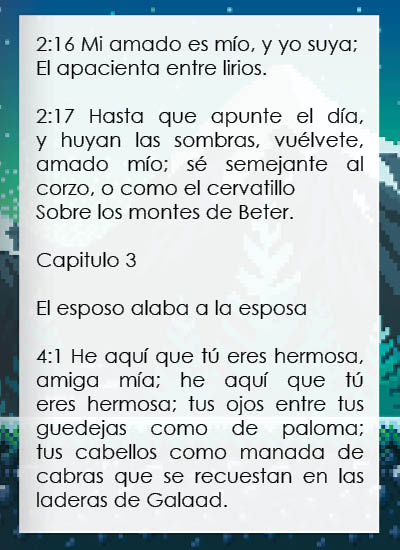 2:16 Mi amado es mío, y yo suya;
El apacienta entre lirios.
2:17 Hasta que apunte el día,
y huyan las sombras, vuélvete,
amado mío; sé semejante al
corzo, o como el cervatillo
Sobre los montes de Beter.
Capitulo 3
El esposo alaba a la esposa
4:1 He aquí que tú eres hermosa,
amiga mía; he aquí que tú
eres hermosa; tus ojos entre tus
guedejas como de paloma;
tus cabellos como manada de
cabras que se recuestan en las
laderas de Galaad.